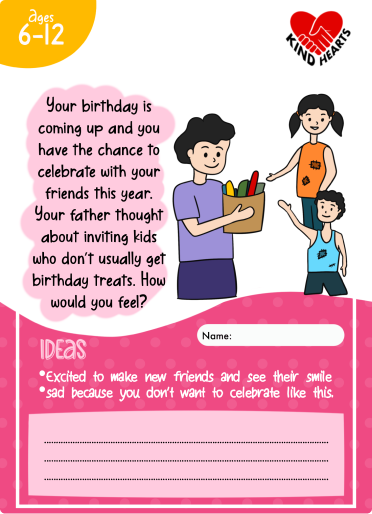 Ages
6-12
KIND HEARTS
Your birthday is
coming up and you
have the chance to
celebrate with your
friends this year.
Your father thought
about inviting kids
who don't usually get
birthday treats. How
would you feel?
Name:
IDEAS
•Excited to make new friends and see their smile
•sad because you don't want to celebrate like this.